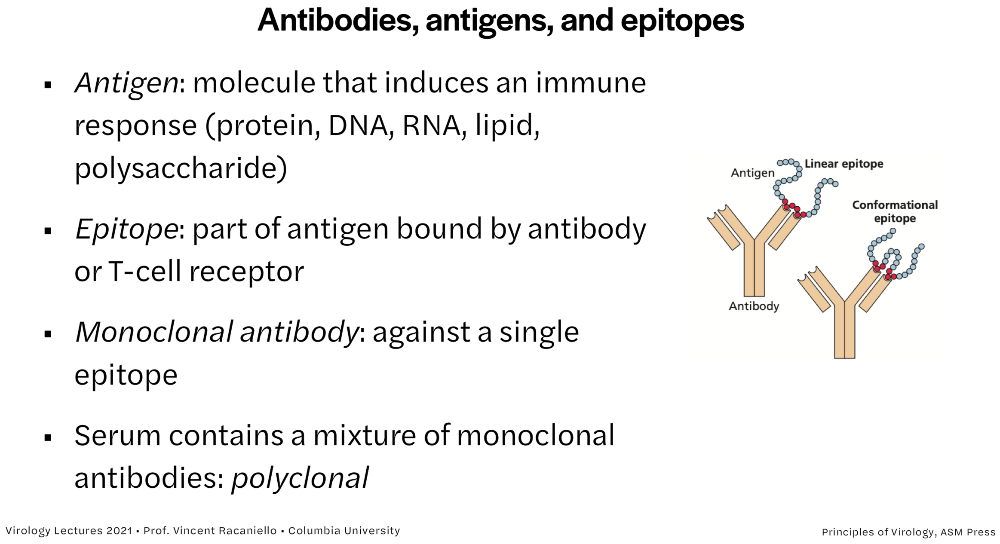 Antibodies, antigens, and epitopes
▪ Antigen: molecule that induces an immune
response (protein, DNA, RNA, lipid,
polysaccharide)
▪ Epitope: part of antigen bound by antibody
or T-cell receptor
▪ Monoclonal antibody: against a single
epitope
▪ Serum contains a mixture of monoclonal
antibodies: polyclonal
Linear epitope
Antigen
Conformational
epitope
Antibody
Virology Lectures 2021 ▪ Prof. Vincent Racaniello ▪ Columbia University
Principles of Virology, ASM Press